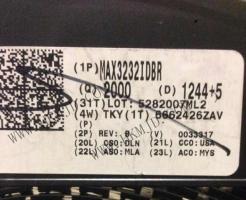 (1P)MAX3232IDBR
(Q) 2000 (D) 1244+5
(31T)LOT: 5282007ML2
(4W) TKY(1T) 6662426ZAV
(P)
(2P) REV: (V) 0033317
(20L) CSO:DLN (21L) CCO:USA
(22L) ASO:MLA (23L) ACO:MYS